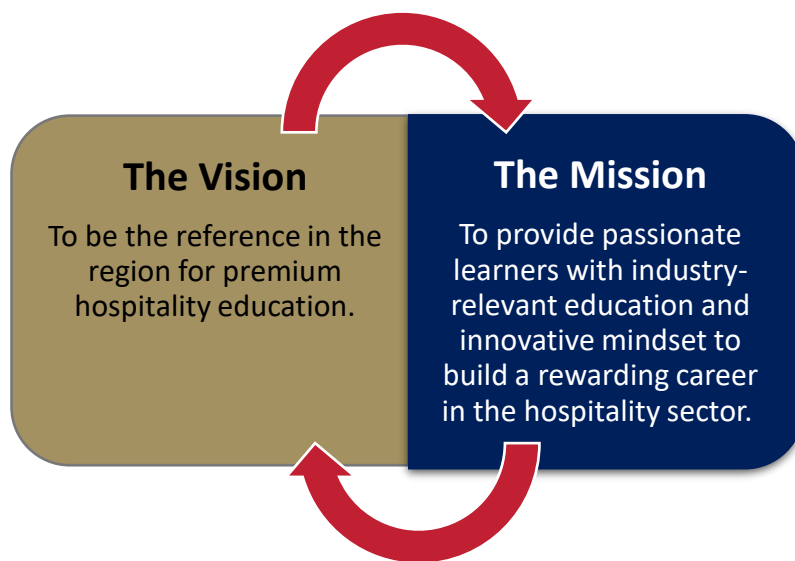 The Vision
To be the reference in the
region for premium
hospitality education.
The Mission
To provide passionate
learners with industry-
relevant education and
innovative mindset to
build a rewarding career
in the hospitality sector.